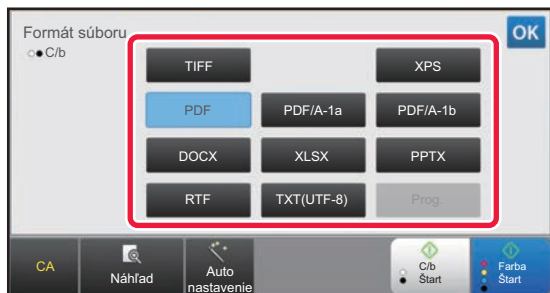 Formát súboru
OK
C/b
TIFF
XPS
PDF
PDF/A-1a
PDF/A-1b
DOCX
XLSX
PPTX
RTF
TXT(UTF-8)
Prog.
CA
Náhľad
Auto
nastavenie
C/b
Štart
Farba
Štart